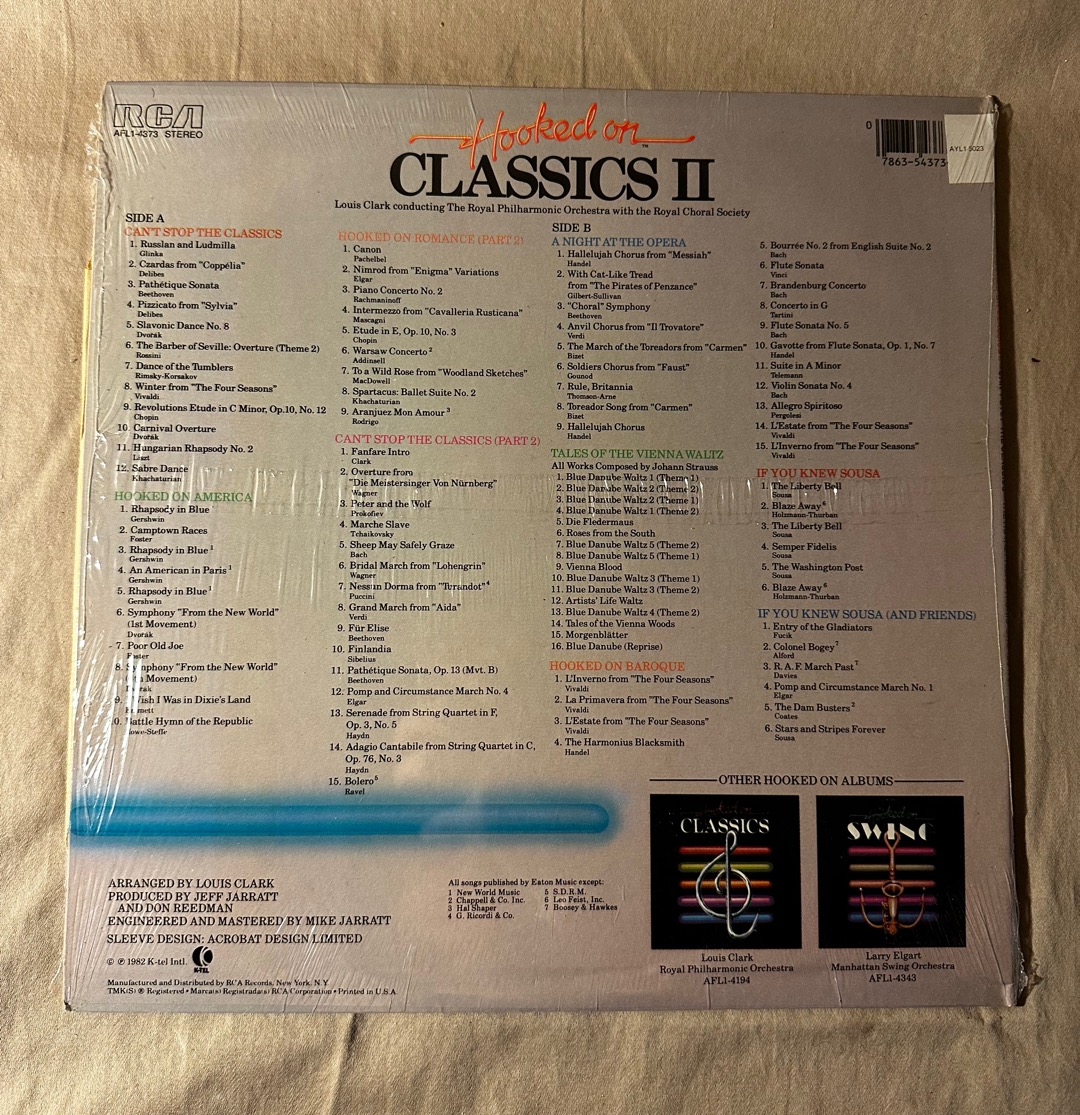 RCA
AFL1-4373 STEREO
Hooked on™
CLASSICS II
Louis Clark conducting The Royal Philharmonic Orchestra with the Royal Choral Society
0
7863-54373-
AYL1-5023
SIDE A
CAN'T STOP THE CLASSICS
1. Russlan and Ludmilla
Glinka
2. Czardas from "Coppélia"
Delibes
3. Pathétique Sonata
Beethoven
4. Pizzicato from "Sylvia"
Delibes
5. Slavonic Dance No. 8
Dvořák
6. The Barber of Seville: Overture (Theme 2)
Rossini
7. Dance of the Tumblers
Rimsky-Korsakov
8. Winter from "The Four Seasons"
Vivaldi
9. Revolutions Etude in C Minor, Op.10, No. 12
Chopin
10. Carnival Overture
Dvořák
11. Hungarian Rhapsody No. 2
Liszt
12. Sabre Dance
Khachaturian
HOOKED ON AMERICA
1. Rhapsody in Blue¹
Gershwin
2. Camptown Races
Foster
3. Rhapsody in Blue¹
Gershwin
4. An American in Paris¹
Gershwin
5. Rhapsody in Blue¹
Gershwin
6. Symphony "From the New World"
(1st Movement)
Dvořák
7. Poor Old Joe
Foster
8. Symphony "From the New World"
Movement)
Dvořák
9. I Wish I Was in Dixie's Land
Emmett
10. Battle Hymn of the Republic
Howe-Steffe
HOOKED ON ROMANCE (PART 2)
1. Canon
Pachelbel
2. Nimrod from "Enigma" Variations
Elgar
3. Piano Concerto No. 2
Rachmaninoff
4. Intermezzo from "Cavalleria Rusticana"
Mascagni
5. Etude in E, Op. 10, No. 3
Chopin
6. Warsaw Concerto²
Addinsell
7. To a Wild Rose from "Woodland Sketches"
MacDowell
8. Spartacus: Ballet Suite No. 2
Khachaturian
9. Aranjuez Mon Amour³
Rodrigo
CAN'T STOP THE CLASSICS (PART 2)
1. Fanfare Intro
Clark
2. Overture from
"Die Meistersinger Von Nürnberg"
Wagner
3. Peter and the Wolf
Prokofiev
4. Marche Slave
Tchaikovsky
5. Sheep May Safely Graze
Bach
6. Bridal March from "Lohengrin"
Wagner
7. Nessun Dorma from "Turandot"⁴
Puccini
8. Grand March from "Aida"
Verdi
9. Für Elise
Beethoven
10. Finlandia
Sibelius
11. Pathétique Sonata, Op. 13 (Mvt. B)
Beethoven
12. Pomp and Circumstance March No. 4
Elgar
13. Serenade from String Quartet in F,
Op. 3, No. 5
Haydn
14. Adagio Cantabile from String Quartet in C,
Op. 76, No. 3
Haydn
15. Bolero⁵
Ravel
SIDE B
A NIGHT AT THE OPERA
1. Hallelujah Chorus from "Messiah"
Handel
2. With Cat-Like Tread
from "The Pirates of Penzance"
Gilbert-Sullivan
3. "Choral" Symphony
Beethoven
4. Anvil Chorus from "Il Trovatore"
Verdi
5. The March of the Toreadors from "Carmen"
Bizet
6. Soldiers Chorus from "Faust"
Gounod
7. Rule, Britannia
Thomson-Arne
8. Toreador Song from "Carmen"
Bizet
9. Hallelujah Chorus
Handel
TALES OF THE VIENNA WALTZ
All Works Composed by Johann Strauss
1. Blue Danube Waltz 1 (Theme 1)
2. Blue Danube Waltz 2 (Theme 2)
3. Blue Danube Waltz 2 (Theme 1)
4. Blue Danube Waltz 1 (Theme 2)
5. Die Fledermaus
6. Roses from the South
7. Blue Danube Waltz 5 (Theme 2)
8. Blue Danube Waltz 5 (Theme 1)
9. Vienna Blood
10. Blue Danube Waltz 3 (Theme 1)
11. Blue Danube Waltz 3 (Theme 2)
12. Artists' Life Waltz
13. Blue Danube Waltz 4 (Theme 2)
14. Tales of the Vienna Woods
15. Morgenblätter
16. Blue Danube (Reprise)
HOOKED ON BAROQUE
1. L'Inverno from "The Four Seasons"
Vivaldi
2. La Primavera from "The Four Seasons"
Vivaldi
3. L'Estate from "The Four Seasons"
Vivaldi
4. The Harmonius Blacksmith
Handel
5. Bourrée No. 2 from English Suite No. 2
Bach
6. Flute Sonata
Vinci
7. Brandenburg Concerto
Bach
8. Concerto in G
Tartini
9. Flute Sonata No. 5
Bach
10. Gavotte from Flute Sonata, Op. 1, No. 7
Handel
11. Suite in A Minor
Telemann
12. Violin Sonata No. 4
Bach
13. Allegro Spiritoso
Pergolesi
14. L'Estate from "The Four Seasons"
Vivaldi
15. L'Inverno from "The Four Seasons"
Vivaldi
IF YOU KNEW SOUSA
1. The Liberty Bell
Sousa
2. Blaze Away⁶
Holzmann-Thurban
3. The Liberty Bell
Sousa
4. Semper Fidelis
Sousa
5. The Washington Post
Sousa
6. Blaze Away⁶
Holzmann-Thurban
IF YOU KNEW SOUSA (AND FRIENDS)
1. Entry of the Gladiators
Fucik
2. Colonel Bogey⁷
Alford
3. R.A.F. March Past⁷
Davies
4. Pomp and Circumstance March No. 1
Elgar
5. The Dam Busters²
Coates
6. Stars and Stripes Forever
Sousa
OTHER HOOKED ON ALBUMS
hooked on
CLASSICS
hooked on
SWING
Louis Clark
Royal Philharmonic Orchestra
AFL1-4194
Larry Elgart
Manhattan Swing Orchestra
AFL1-4343
ARRANGED BY LOUIS CLARK
PRODUCED BY JEFF JARRATT
AND DON REEDMAN
ENGINEERED AND MASTERED BY MIKE JARRATT
SLEEVE DESIGN: ACROBAT DESIGN LIMITED
© ℗ 1982 K-tel Intl.
K-TEL
Manufactured and Distributed by RCA Records, New York, N.Y.
TMK(S) ® Registered • Marca(s) Registrada(s) RCA Corporation • Printed in U.S.A.
All songs published by Eaton Music except:
1 New World Music
2 Chappell & Co. Inc.
3 Hal Shaper
4 G. Ricordi & Co.
5 S.D.R.M.
6 Leo Feist, Inc.
7 Boosey & Hawkes